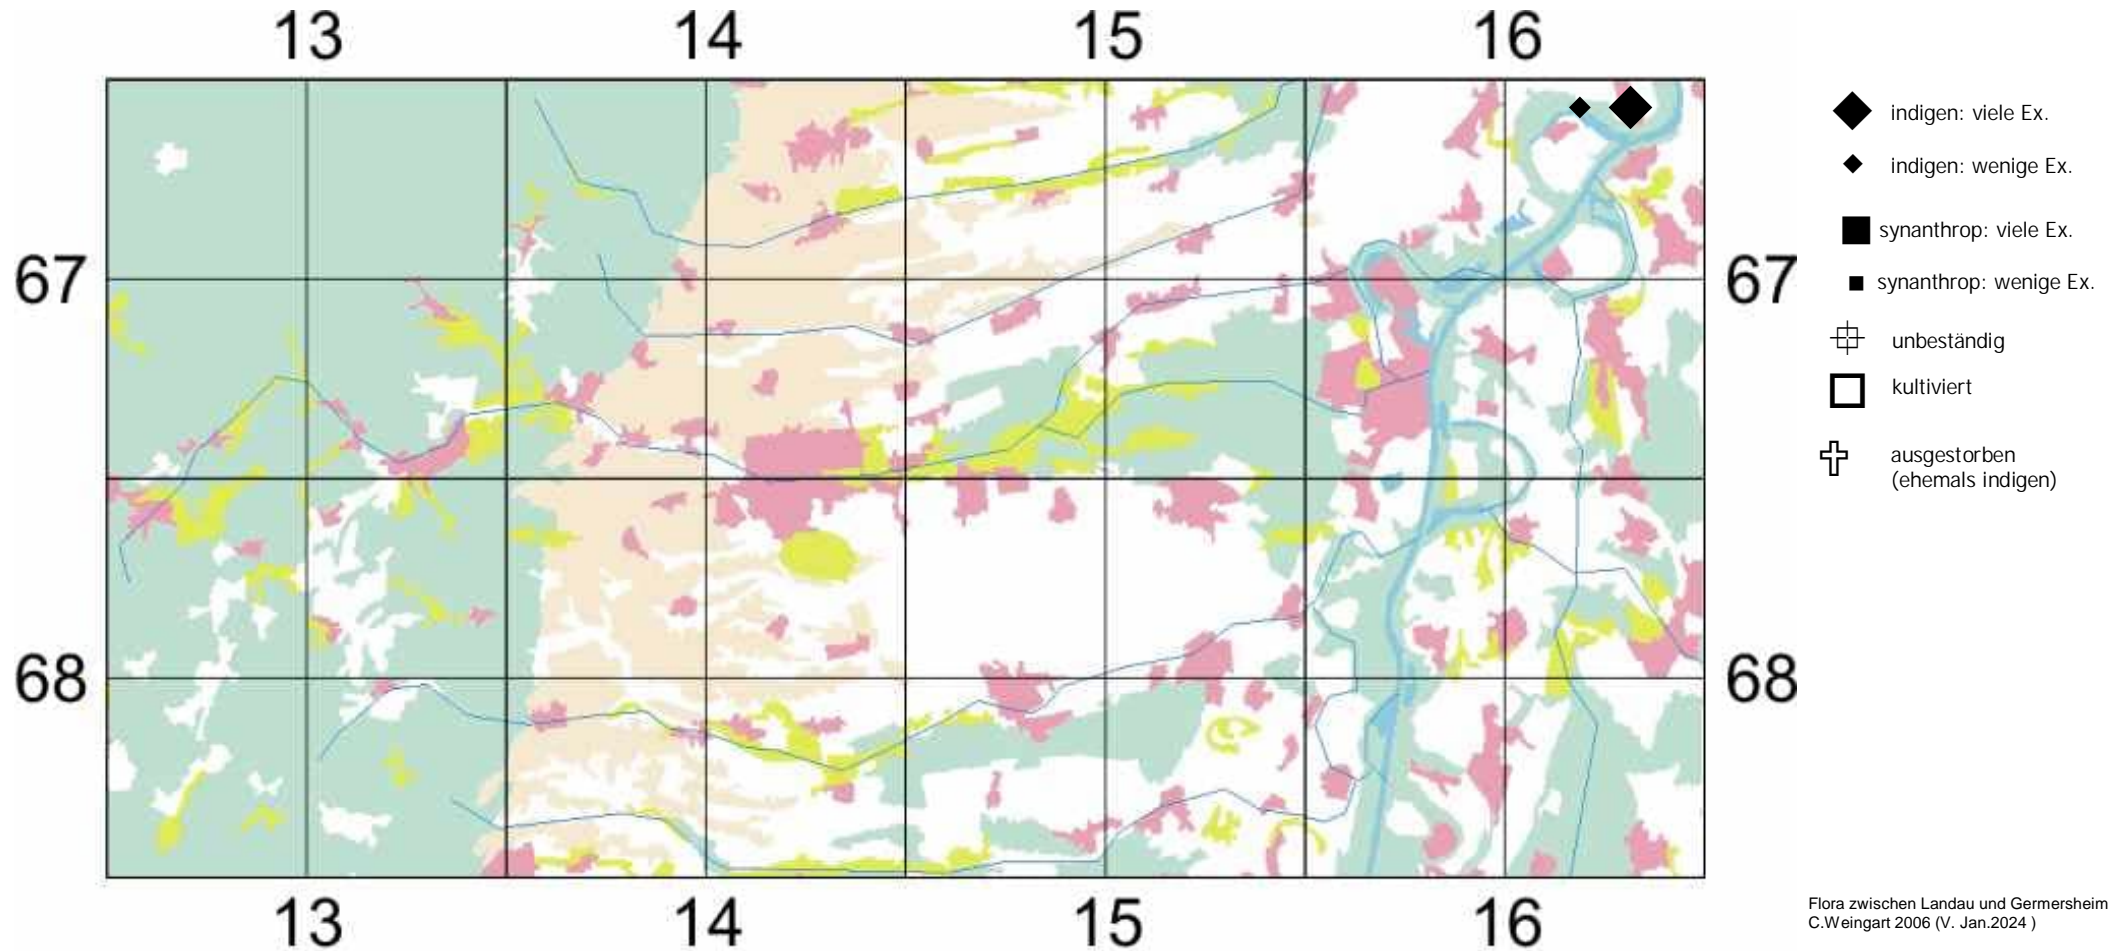 13 14 15 16
indigen: viele Ex.
indigen: wenige Ex.
synanthrop: viele Ex.
67 67
synanthrop: wenige Ex.
unbeständig
kultiviert
ausgestorben
(ehemals indigen)
68 68
13 14 15 16
Flora zwischen Landau und Germersheim
C.Weingart 2006 (V. Jan.2024 )